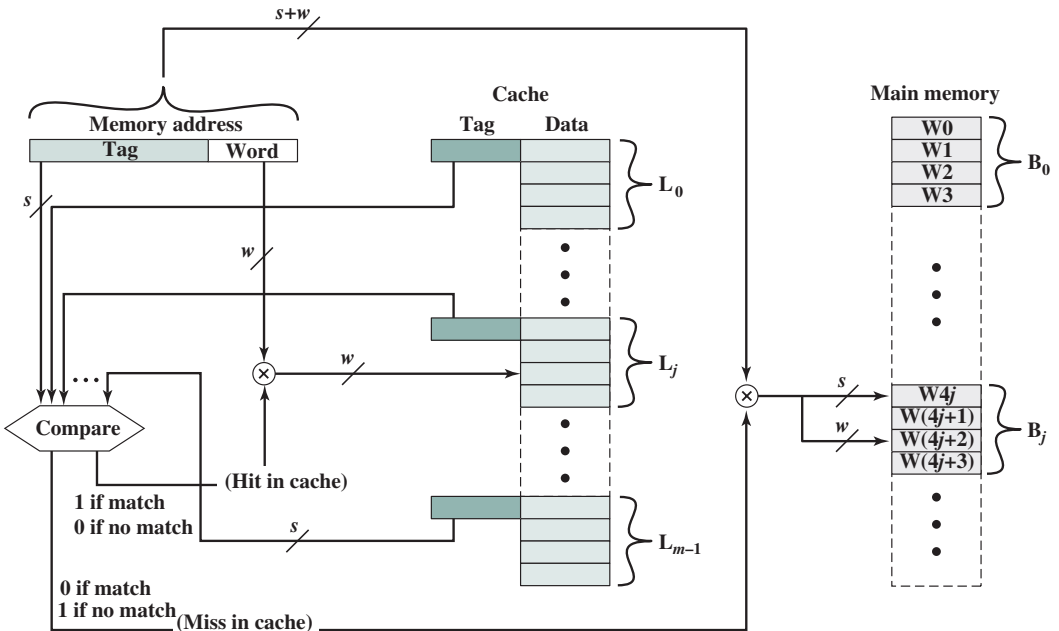 s+w
Cache
Main memory
Memory address
Tag Data
Tag Word
W0
W1
W2
W3
B0
L0
s
w
w
Lj
s
w
W4j
W(4j+1)
W(4j+2)
W(4j+3)
Bj
Compare
(Hit in cache)
1 if match
0 if no match
s
Lm–1
0 if match
1 if no match
(Miss in cache)